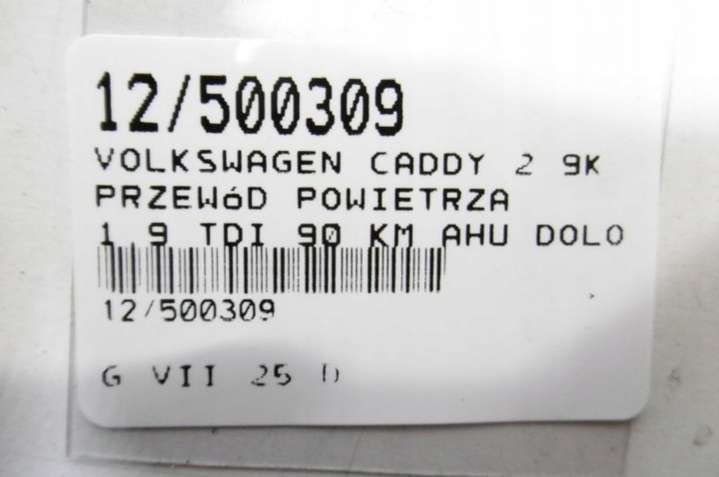 12/500309
VOLKSWAGEN CADDY 2 9K
PRZEWóD POWIETRZA
1.9 TDI 90 KM AHU DOLO
12/500309
G VII 25 D